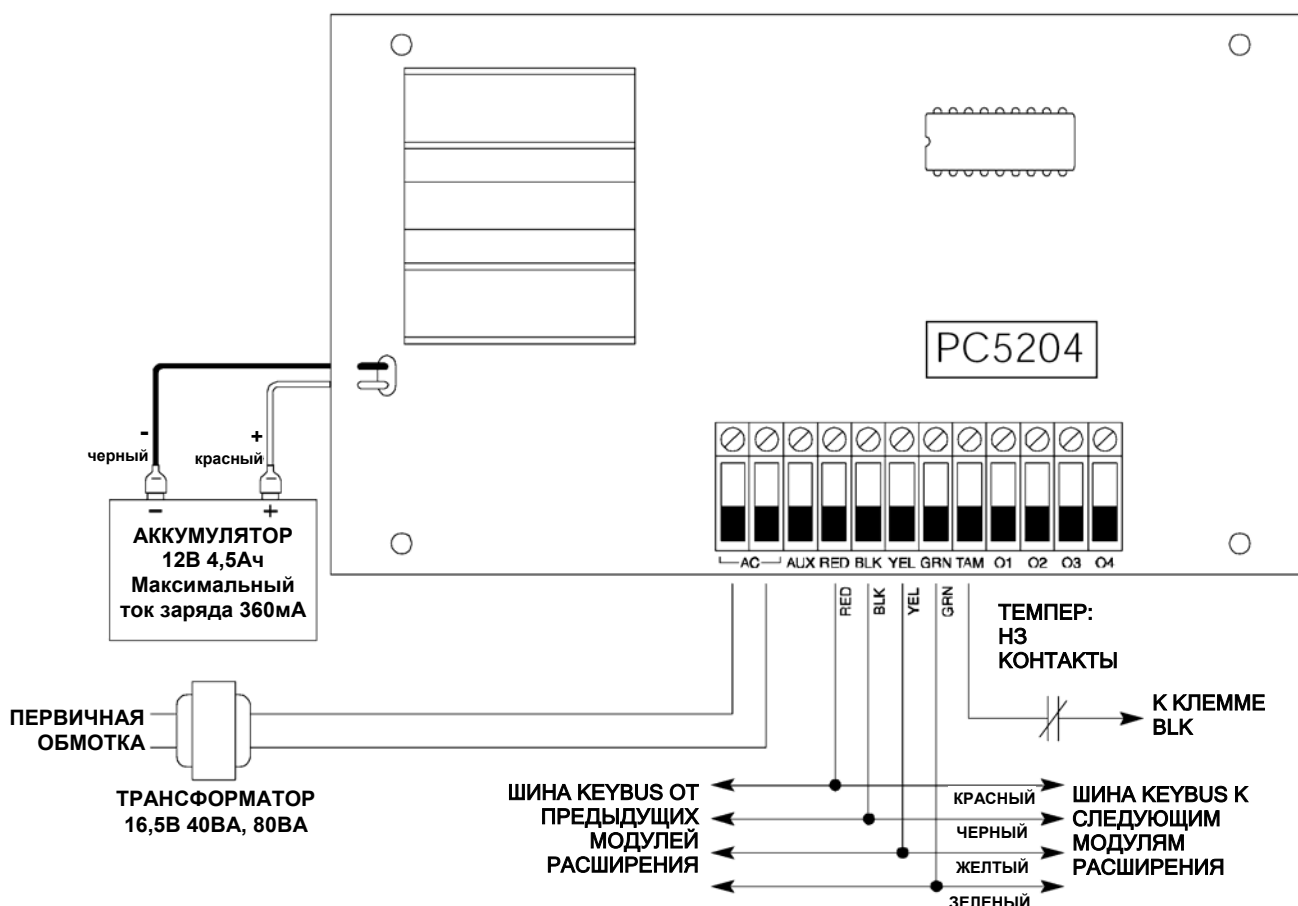 PC5204
-
черный
+
красный
–
+
АККУМУЛЯТОР
12В 4,5Ач
Максимальный
ток заряда 360мА
AC AUX RED BLK YEL GRN TAM O1 O2 O3 O4
RED
BLK
YEL
GRN
ТЕМПЕР:
НЗ
КОНТАКТЫ
К КЛЕММЕ
BLK
ПЕРВИЧНАЯ
ОБМОТКА
ТРАНСФОРМАТОР
16,5В 40ВА, 80ВА
ШИНА KEYBUS ОТ
ПРЕДЫДУЩИХ
МОДУЛЕЙ
РАСШИРЕНИЯ
КРАСНЫЙ
ЧЕРНЫЙ
ЖЕЛТЫЙ
ЗЕЛЕНЫЙ
ШИНА KEYBUS К
СЛЕДУЮЩИМ
МОДУЛЯМ
РАСШИРЕНИЯ